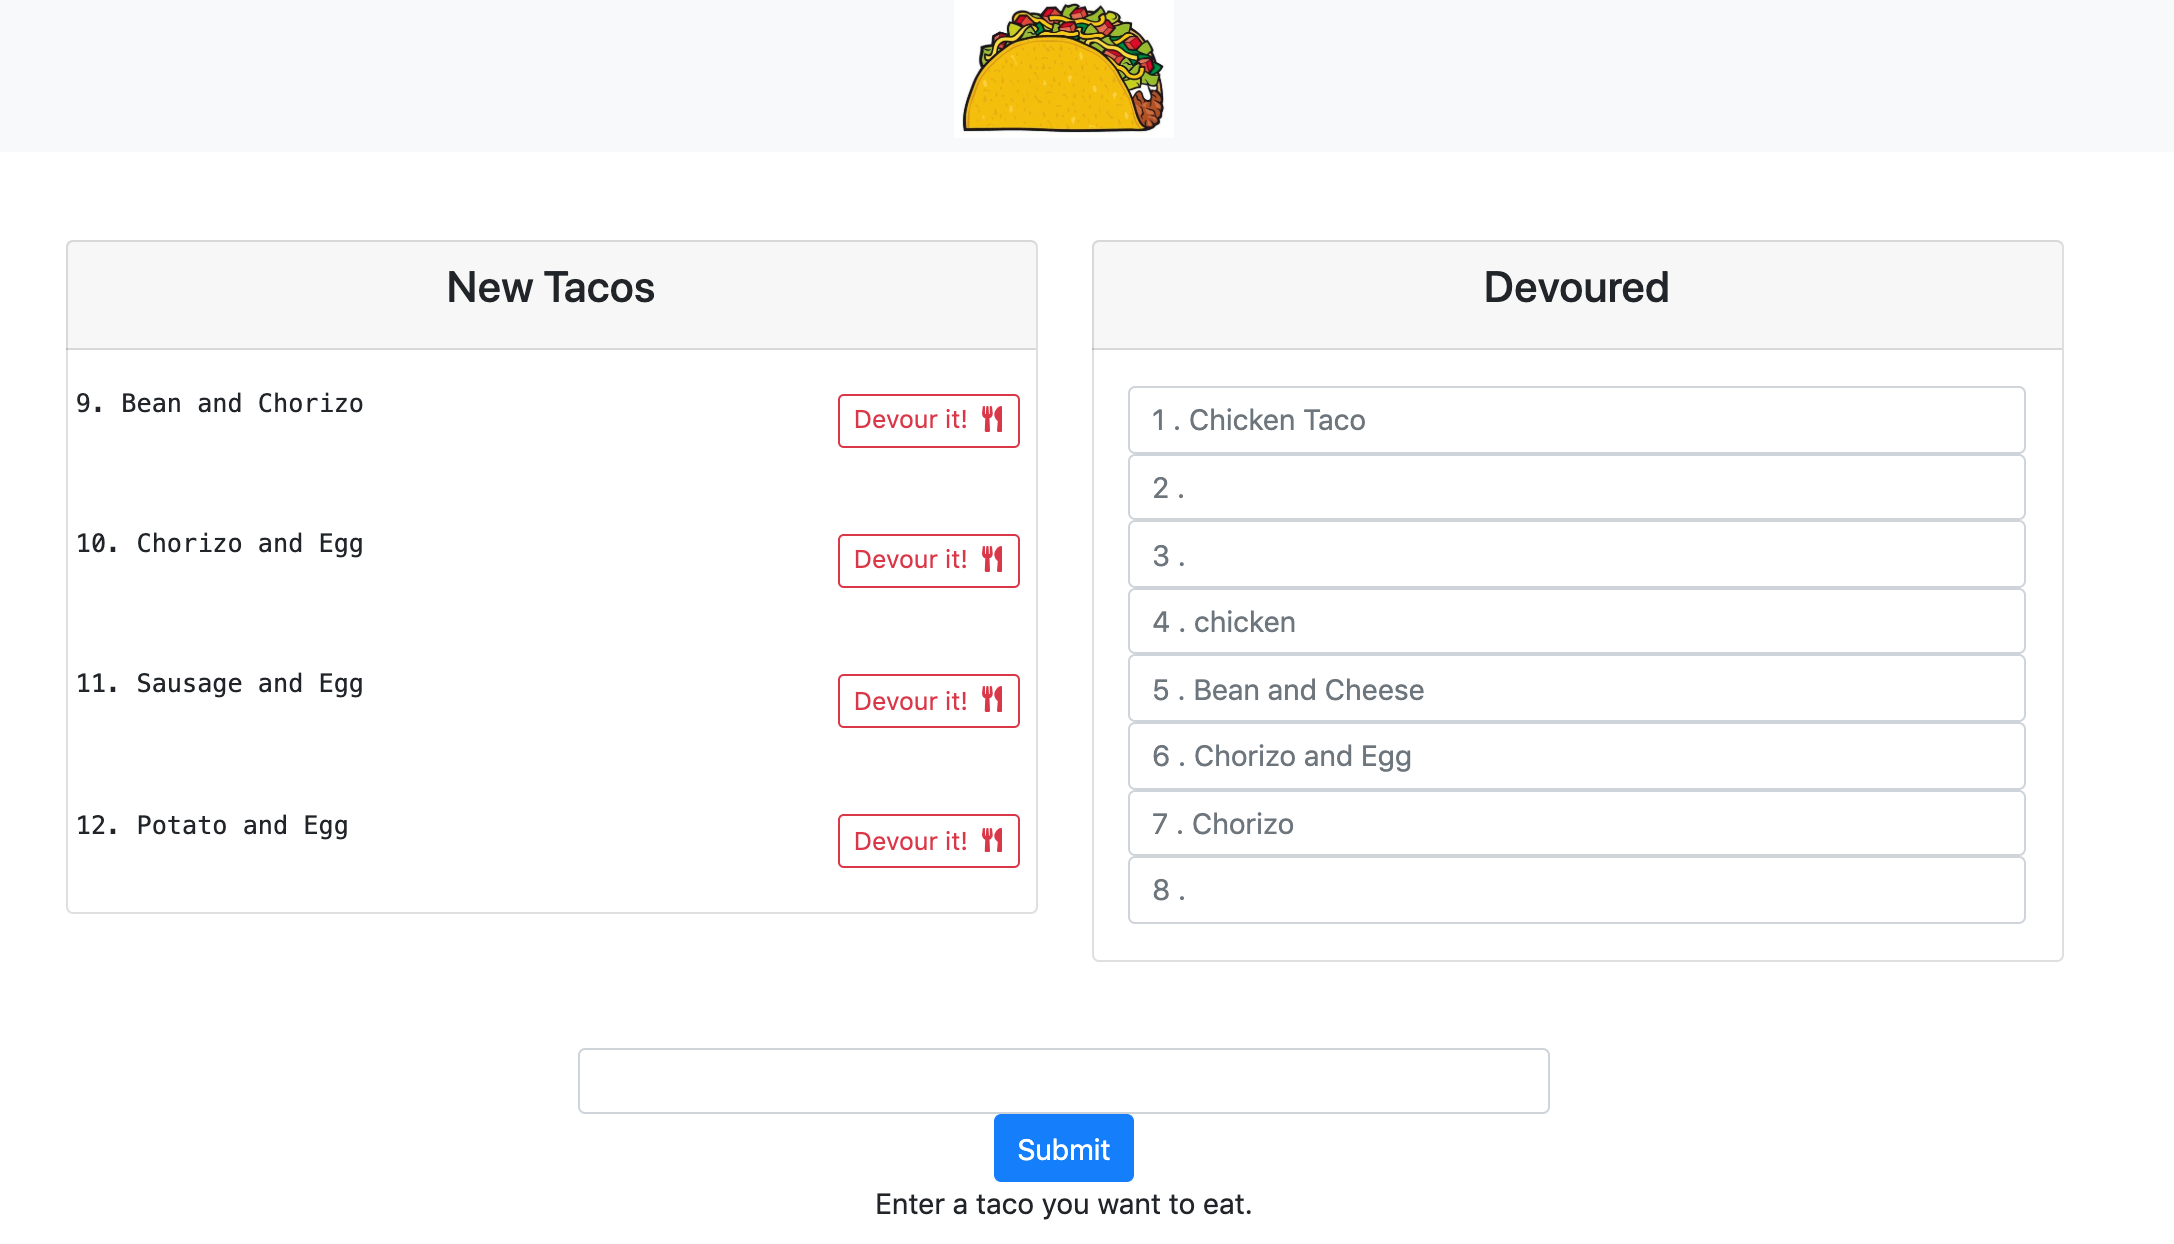 New Tacos
9. Bean and Chorizo
Devour it!
10. Chorizo and Egg
Devour it!
11. Sausage and Egg
Devour it!
12. Potato and Egg
Devour it!
Devoured
1 . Chicken Taco
2 .
3 .
4 . chicken
5 . Bean and Cheese
6 . Chorizo and Egg
7 . Chorizo
8 .
Submit
Enter a taco you want to eat.